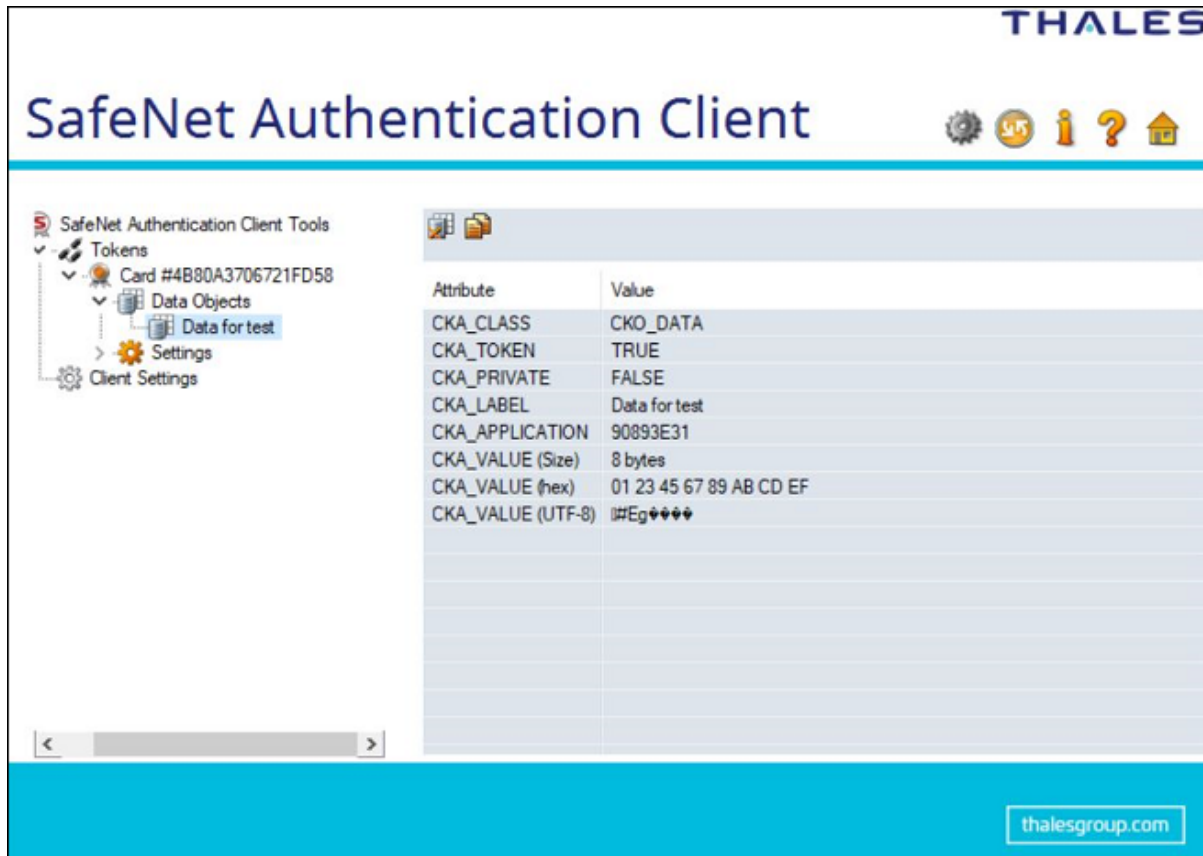 THALES
SafeNet Authentication Client
SafeNet Authentication Client Tools
Tokens
Card #4B80A3706721FD58
Data Objects
Data for test
Settings
Client Settings
Attribute Value
CKA_CLASS CKO_DATA
CKA_TOKEN TRUE
CKA_PRIVATE FALSE
CKA_LABEL Data for test
CKA_APPLICATION 90893E31
CKA_VALUE (Size) 8 bytes
CKA_VALUE (hex) 01 23 45 67 89 AB CD EF
CKA_VALUE (UTF-8) #Eg����
thalesgroup.com